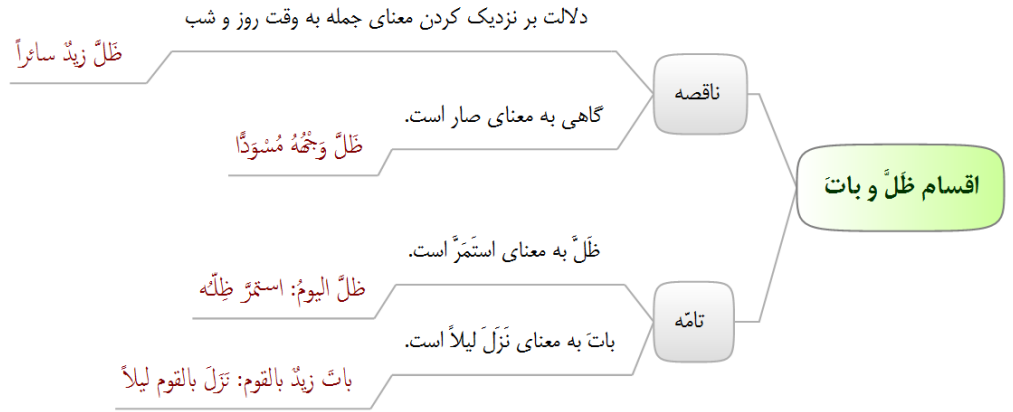 اقسام ظَلَّ و باتَ
ناقصه
دلالت بر نزدیک کردن معنای جمله به وقت روز و شب
ظَلَّ زیدٌ سائراً
گاهی به معنای صار است.
ظَلَّ وَجْهُهُ مُسْوَدًّا
تامّه
ظَلَّ به معنای استَمَرَّ است.
ظلَّ الیومُ: استمرَّ ظِلّه
باتَ به معنای نَزَلَ لیلاً است.
باتَ زیدٌ بالقوم: نَزَلَ بالقوم لیلاً